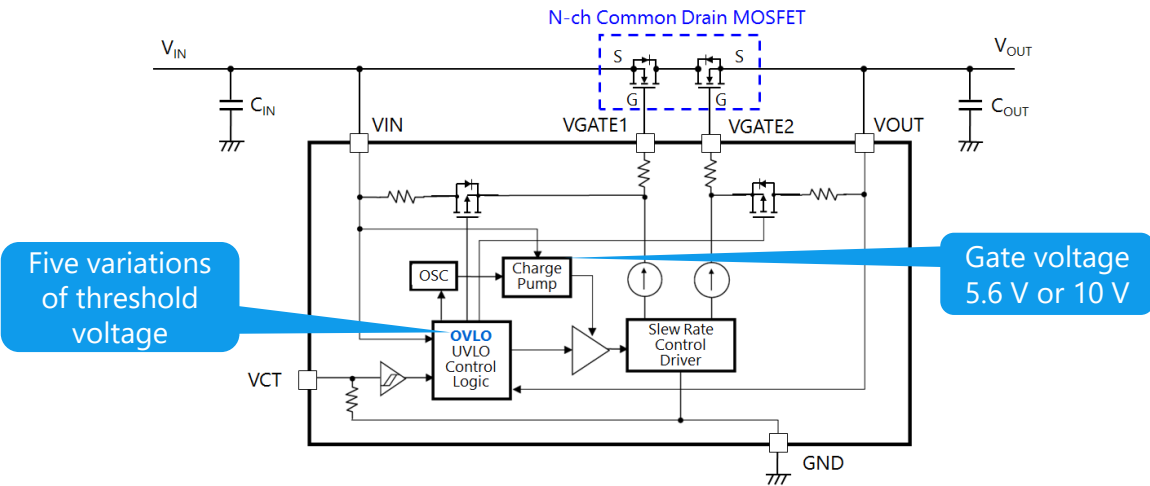 N-ch Common Drain MOSFET
VIN
S
S
VOUT
G
G
CIN
COUT
VIN
VGATE1
VGATE2
VOUT
Five variations
of threshold
voltage
OSC
Charge
Pump
Gate voltage
5.6 V or 10 V
OVLO
UVLO
Control
Logic
Slew Rate
Control
Driver
VCT
GND